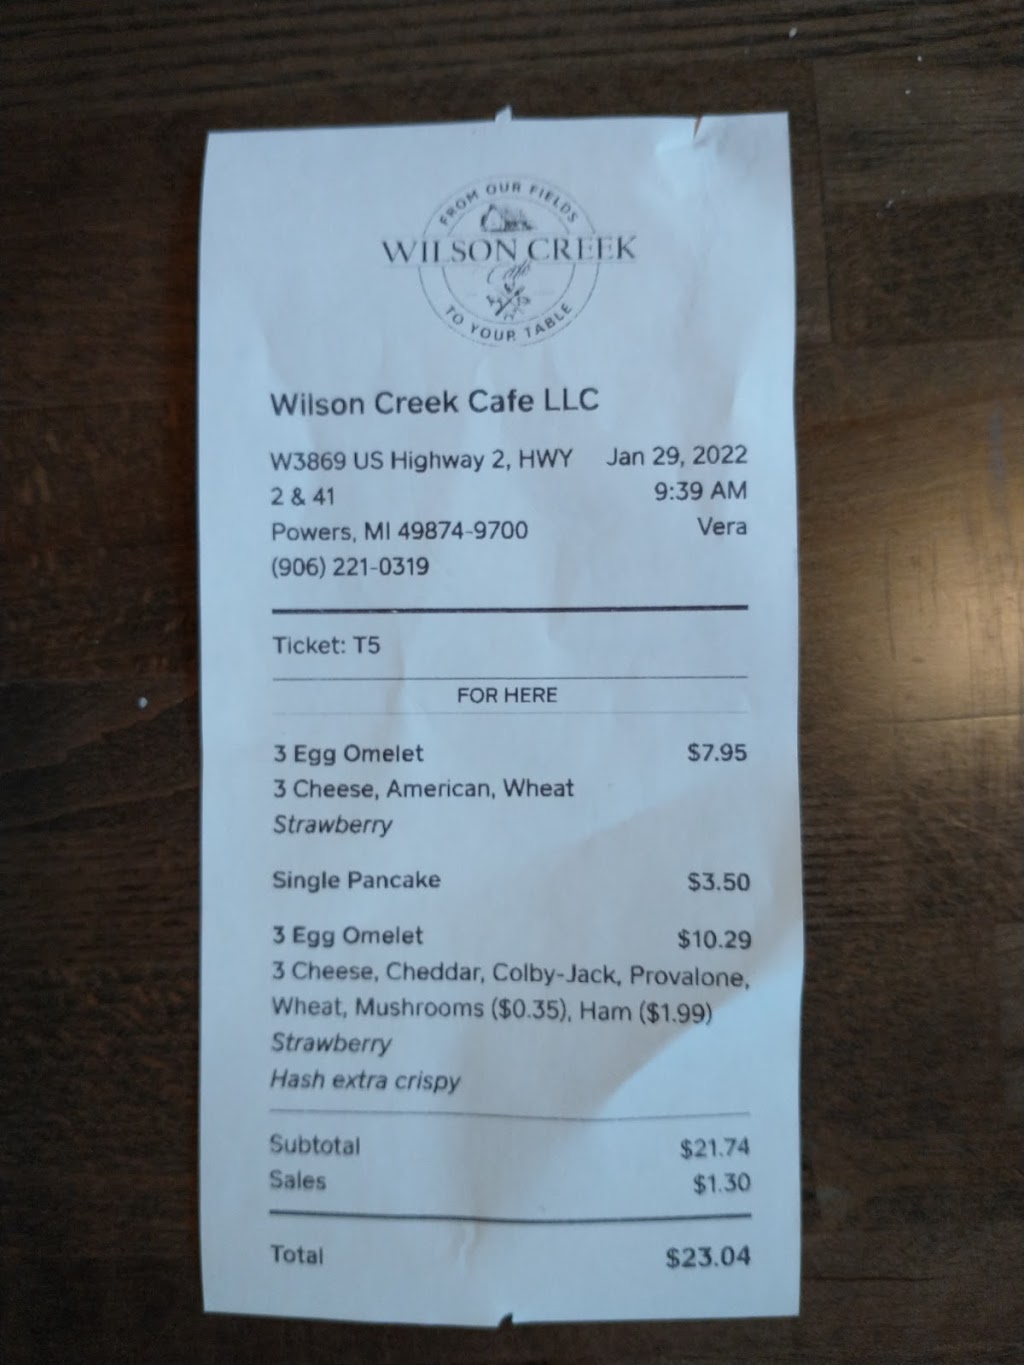 FROM OUR FIELDS
WILSON CREEK
Café
TO YOUR TABLE
Wilson Creek Cafe LLC
W3869 US Highway 2, HWY Jan 29, 2022
2 & 41 9:39 AM
Powers, MI 49874-9700 Vera
(906) 221-0319
Ticket: T5
FOR HERE
3 Egg Omelet $7.95
3 Cheese, American, Wheat
Strawberry
Single Pancake $3.50
3 Egg Omelet $10.29
3 Cheese, Cheddar, Colby-Jack, Provalone,
Wheat, Mushrooms ($0.35), Ham ($1.99)
Strawberry
Hash extra crispy
Subtotal $21.74
Sales $1.30
Total $23.04